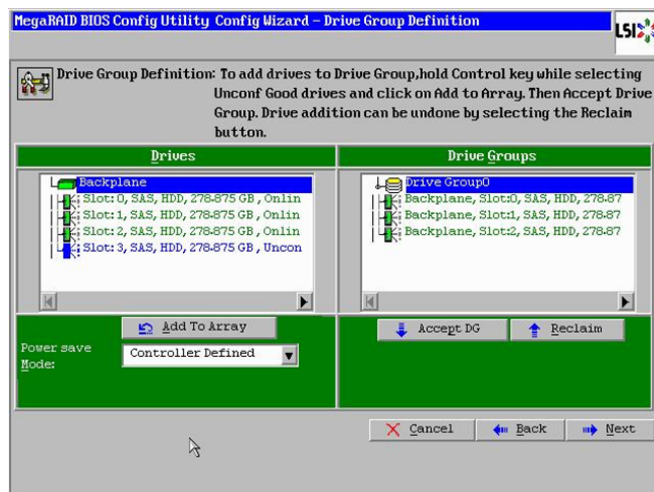 MegaRAID BIOS Config Utility Config Wizard – Drive Group Definition
LSI
Drive Group Definition: To add drives to Drive Group,hold Control key while selecting
Unconf Good drives and click on Add to Array. Then Accept Drive
Group. Drive addition can be undone by selecting the Reclaim
button.
Drives
Backplane
Slot: 0, SAS, HDD, 278.875 GB, Onlin
Slot: 1, SAS, HDD, 278.875 GB, Onlin
Slot: 2, SAS, HDD, 278.875 GB, Onlin
Slot: 3, SAS, HDD, 278.875 GB, Uncon
Add To Array
Power save
Mode:
Controller Defined
Drive Groups
Drive Group0
Backplane, Slot:0, SAS, HDD, 278.87
Backplane, Slot:1, SAS, HDD, 278.87
Backplane, Slot:2, SAS, HDD, 278.87
Accept DG
Reclaim
Cancel
Back
Next